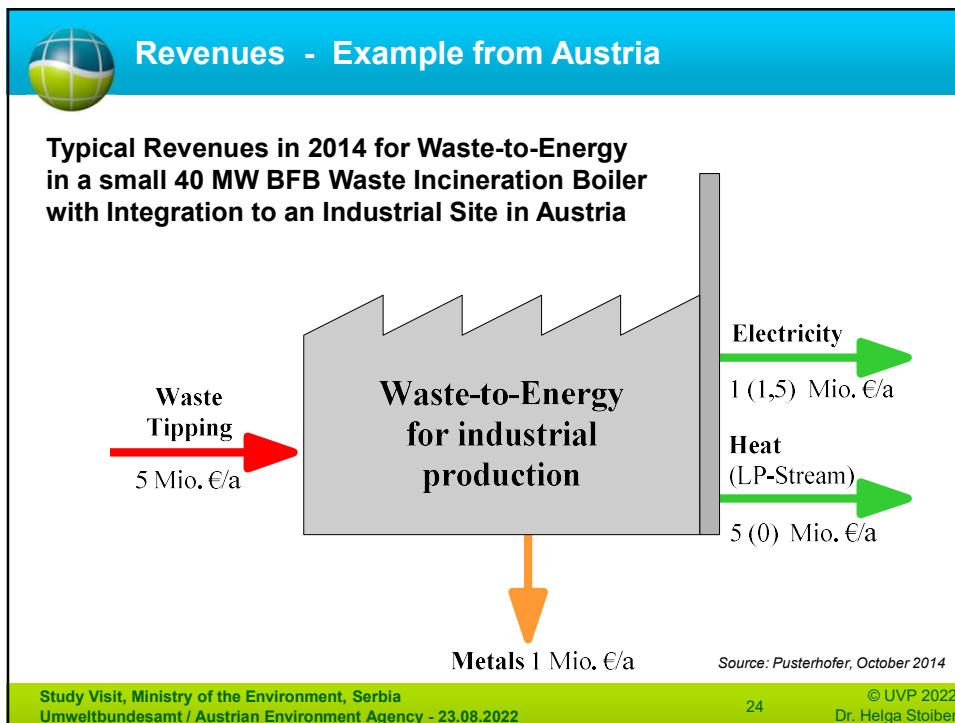 Revenues - Example from Austria
Typical Revenues in 2014 for Waste-to-Energy
in a small 40 MW BFB Waste Incineration Boiler
with Integration to an Industrial Site in Austria
Waste
Tipping
5 Mio. €/a
Waste-to-Energy
for industrial
production
Electricity
1 (1,5) Mio. €/a
Heat
(LP-Stream)
5 (0) Mio. €/a
Metals 1 Mio. €/a
Source: Pusterhofer, October 2014
Study Visit, Ministry of the Environment, Serbia
Umweltbundesamt / Austrian Environment Agency - 23.08.2022
24
© UVP 2022
Dr. Helga Stoiber